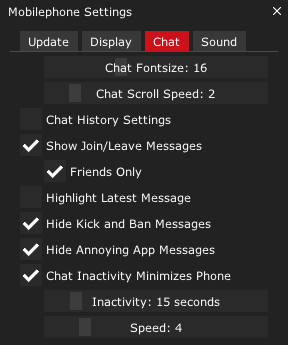 Mobilephone Settings
Update Display Chat Sound
Chat Fontsize: 16
Chat Scroll Speed: 2
Chat History Settings
Show Join/Leave Messages
Friends Only
Highlight Latest Message
Hide Kick and Ban Messages
Hide Annoying App Messages
Chat Inactivity Minimizes Phone
Inactivity: 15 seconds
Speed: 4